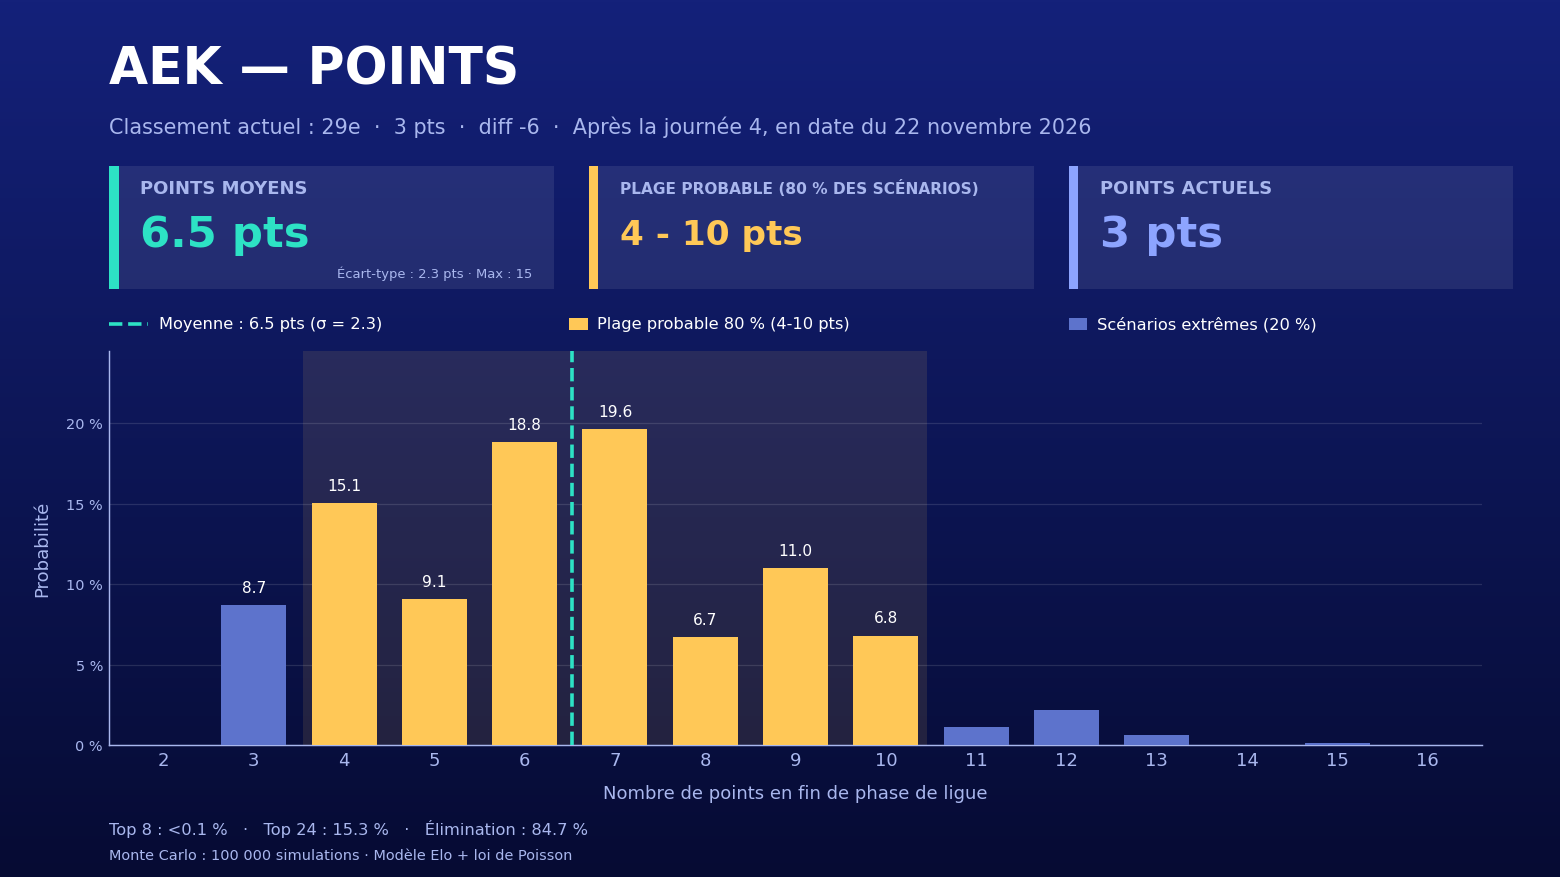 AEK — POINTS
Classement actuel : 29e · 3 pts · diff -6 · Après la journée 4, en date du 22 novembre 2026
POINTS MOYENS
6.5 pts
Écart-type : 2.3 pts · Max : 15
PLAGE PROBABLE (80 % DES SCÉNARIOS)
4 - 10 pts
POINTS ACTUELS
3 pts
Moyenne : 6.5 pts (σ = 2.3)
Plage probable 80 % (4-10 pts)
Scénarios extrêmes (20 %)
Probabilité
20 %
15 %
10 %
5 %
0 %
8.7
15.1
9.1
18.8
19.6
6.7
11.0
6.8
2 3 4 5 6 7 8 9 10 11 12 13 14 15 16
Nombre de points en fin de phase de ligue
Top 8 : <0.1 % · Top 24 : 15.3 % · Élimination : 84.7 %
Monte Carlo : 100 000 simulations · Modèle Elo + loi de Poisson